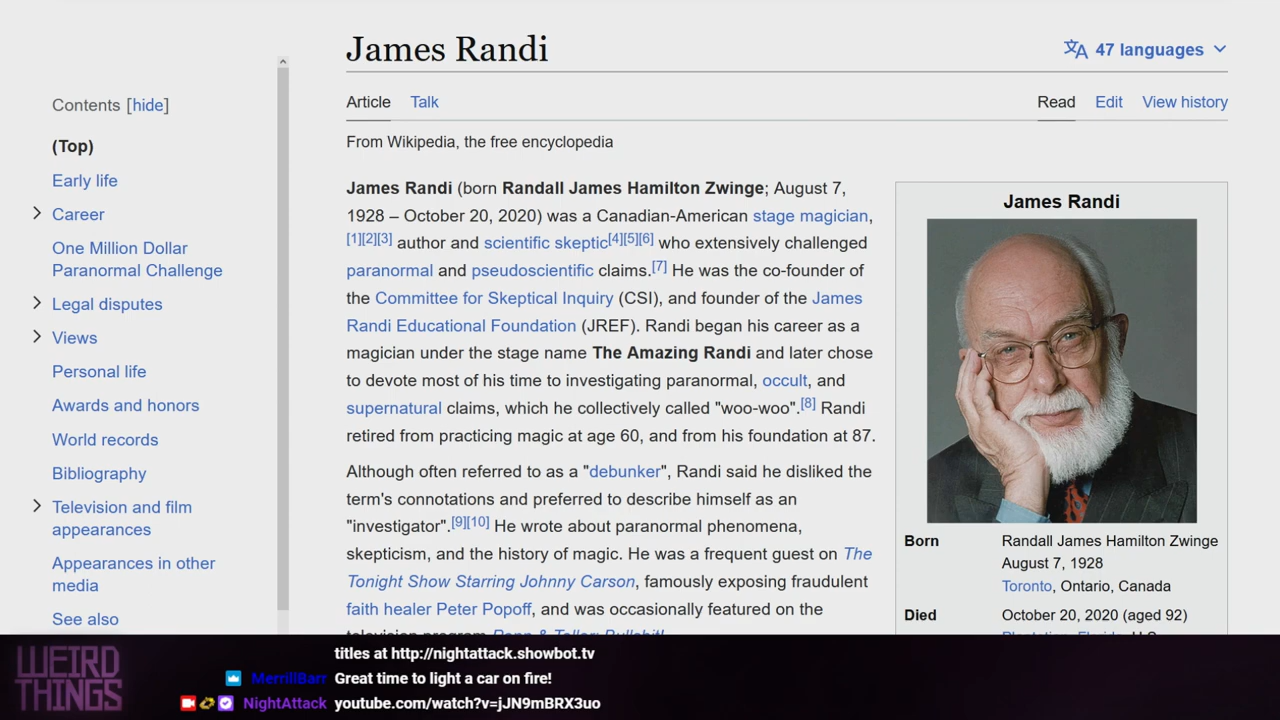 James Randi
47 languages
Contents [hide]
(Top)
Early life
Career
One Million Dollar
Paranormal Challenge
Legal disputes
Views
Personal life
Awards and honors
World records
Bibliography
Television and film
appearances
Appearances in other
media
See also
Article Talk
Read Edit View history
From Wikipedia, the free encyclopedia
James Randi (born Randall James Hamilton Zwinge; August 7,
1928 – October 20, 2020) was a Canadian-American stage magician,
[1][2][3] author and scientific skeptic[4][5][6] who extensively challenged
paranormal and pseudoscientific claims.[7] He was the co-founder of
the Committee for Skeptical Inquiry (CSI), and founder of the James
Randi Educational Foundation (JREF). Randi began his career as a
magician under the stage name The Amazing Randi and later chose
to devote most of his time to investigating paranormal, occult, and
supernatural claims, which he collectively called "woo-woo".[8] Randi
retired from practicing magic at age 60, and from his foundation at 87.
Although often referred to as a "debunker", Randi said he disliked the
term's connotations and preferred to describe himself as an
"investigator".[9][10] He wrote about paranormal phenomena,
skepticism, and the history of magic. He was a frequent guest on The
Tonight Show Starring Johnny Carson, famously exposing fraudulent
faith healer Peter Popoff, and was occasionally featured on the
television program Penn & Teller: Bullshit!
James Randi
Born Randall James Hamilton Zwinge
August 7, 1928
Toronto, Ontario, Canada
Died October 20, 2020 (aged 92)
Plantation, Florida, U.S.
WEIRD
THINGS
titles at http://nightattack.showbot.tv
MerrillBarr Great time to light a car on fire!
NightAttack youtube.com/watch?v=jJN9mBRX3uo